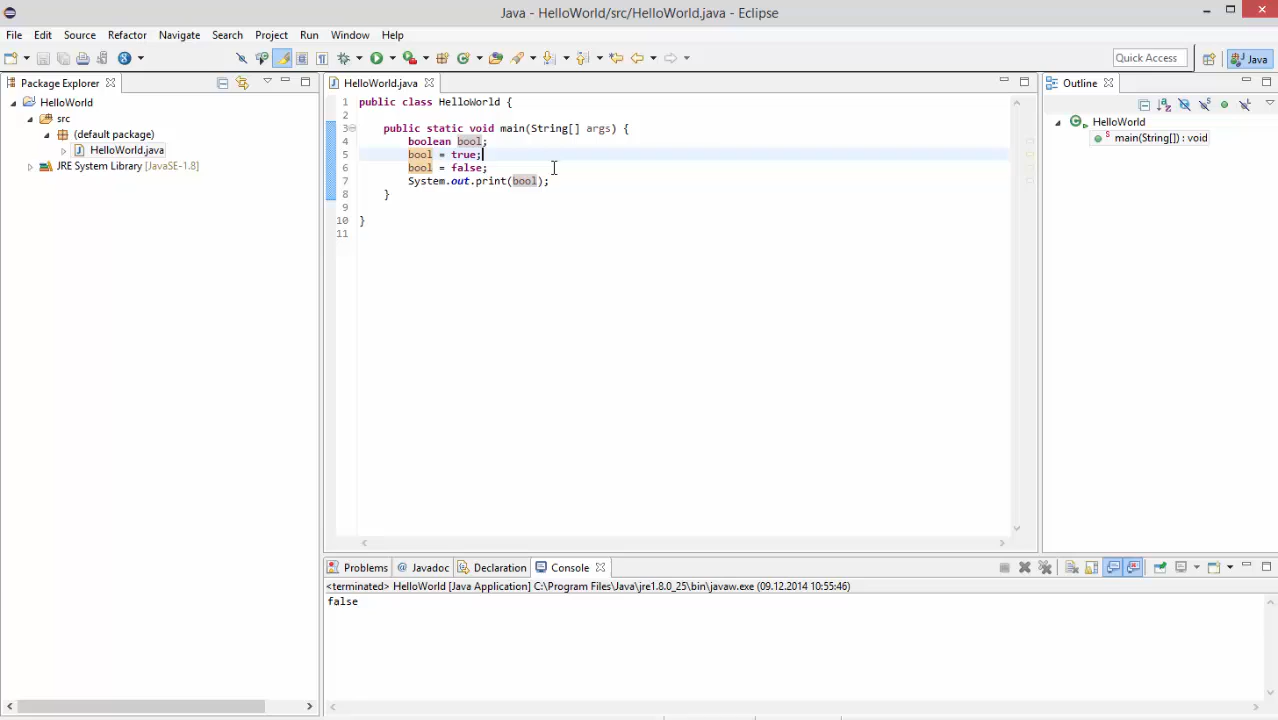 Java - HelloWorld/src/HelloWorld.java - Eclipse
File Edit Source Refactor Navigate Search Project Run Window Help
Quick Access Java
Package Explorer
HelloWorld
src
(default package)
HelloWorld.java
JRE System Library [JavaSE-1.8]
HelloWorld.java
1 public class HelloWorld {
2
3 public static void main(String[] args) {
4 boolean bool;
5 bool = true;
6 bool = false;
7 System.out.print(bool);
8 }
9
10 }
11
Outline
HelloWorld
main(String[]) : void
Problems @ Javadoc Declaration Console
<terminated> HelloWorld [Java Application] C:\Program Files\Java\jre1.8.0_25\bin\javaw.exe (09.12.2014 10:55:46)
false